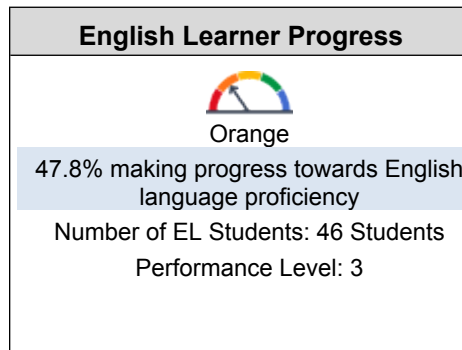 English Learner Progress
Orange
47.8% making progress towards English
language proficiency
Number of EL Students: 46 Students
Performance Level: 3